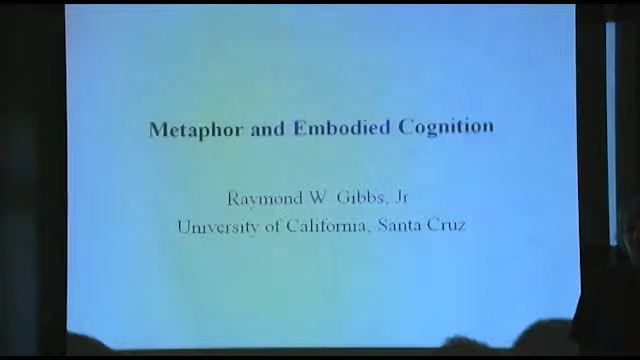 Metaphor and Embodied Cognition
Raymond W. Gibbs, Jr
University of California, Santa Cruz